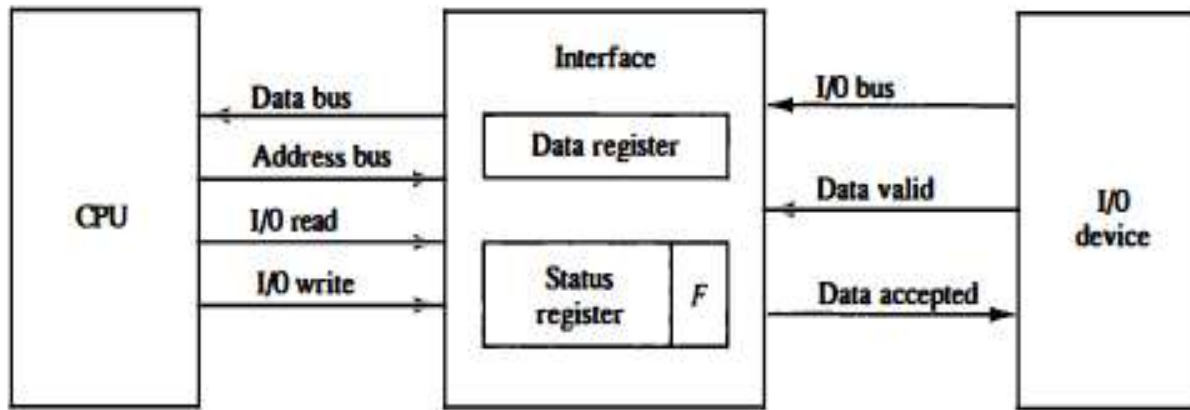 Interface
Data bus
I/O bus
Data register
Address bus
CPU
I/O read
Data valid
I/O
device
I/O write
Status
register
F
Data accepted